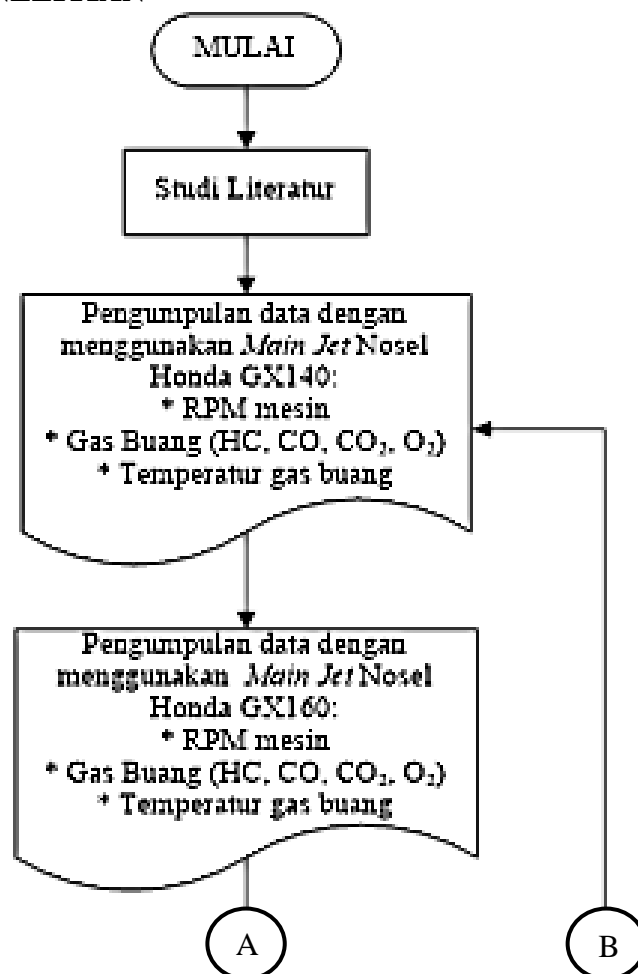 MULAI
Studi Literatur
Pengumpulan data dengan
menggunakan Main Jet Nosel
Honda GX140:
* RPM mesin
* Gas Buang (HC, CO, CO₂, O₂)
* Temperatur gas buang
Pengumpulan data dengan
menggunakan Main Jet Nosel
Honda GX160:
* RPM mesin
* Gas Buang (HC, CO, CO₂, O₂)
* Temperatur gas buang
A
B